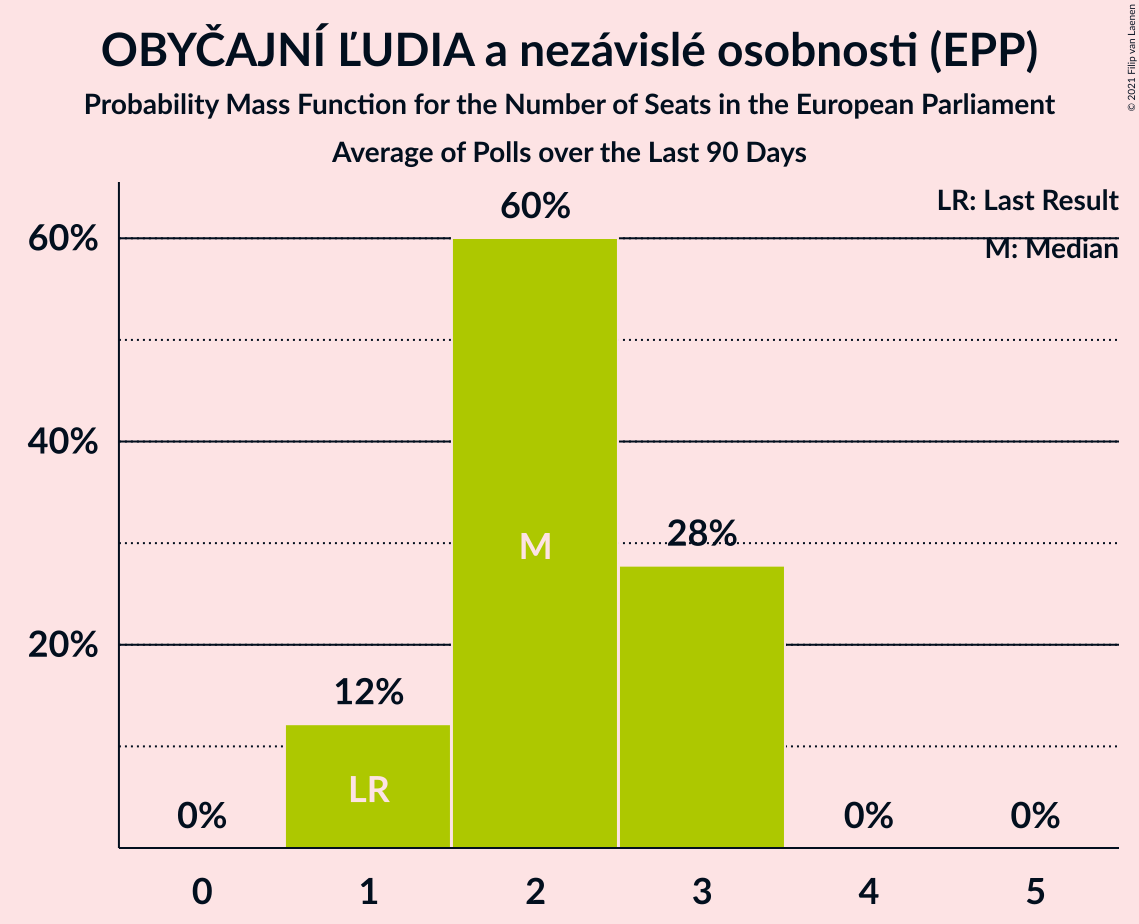 OBYČAJNÍ ĽUDIA a nezávislé osobnosti (EPP)
Probability Mass Function for the Number of Seats in the European Parliament
Average of Polls over the Last 90 Days
© 2021 Filip van Laenen
LR: Last Result
M: Median
60%
40%
20%
0%
12%
60%
28%
0%
0%
LR
M
0 1 2 3 4 5